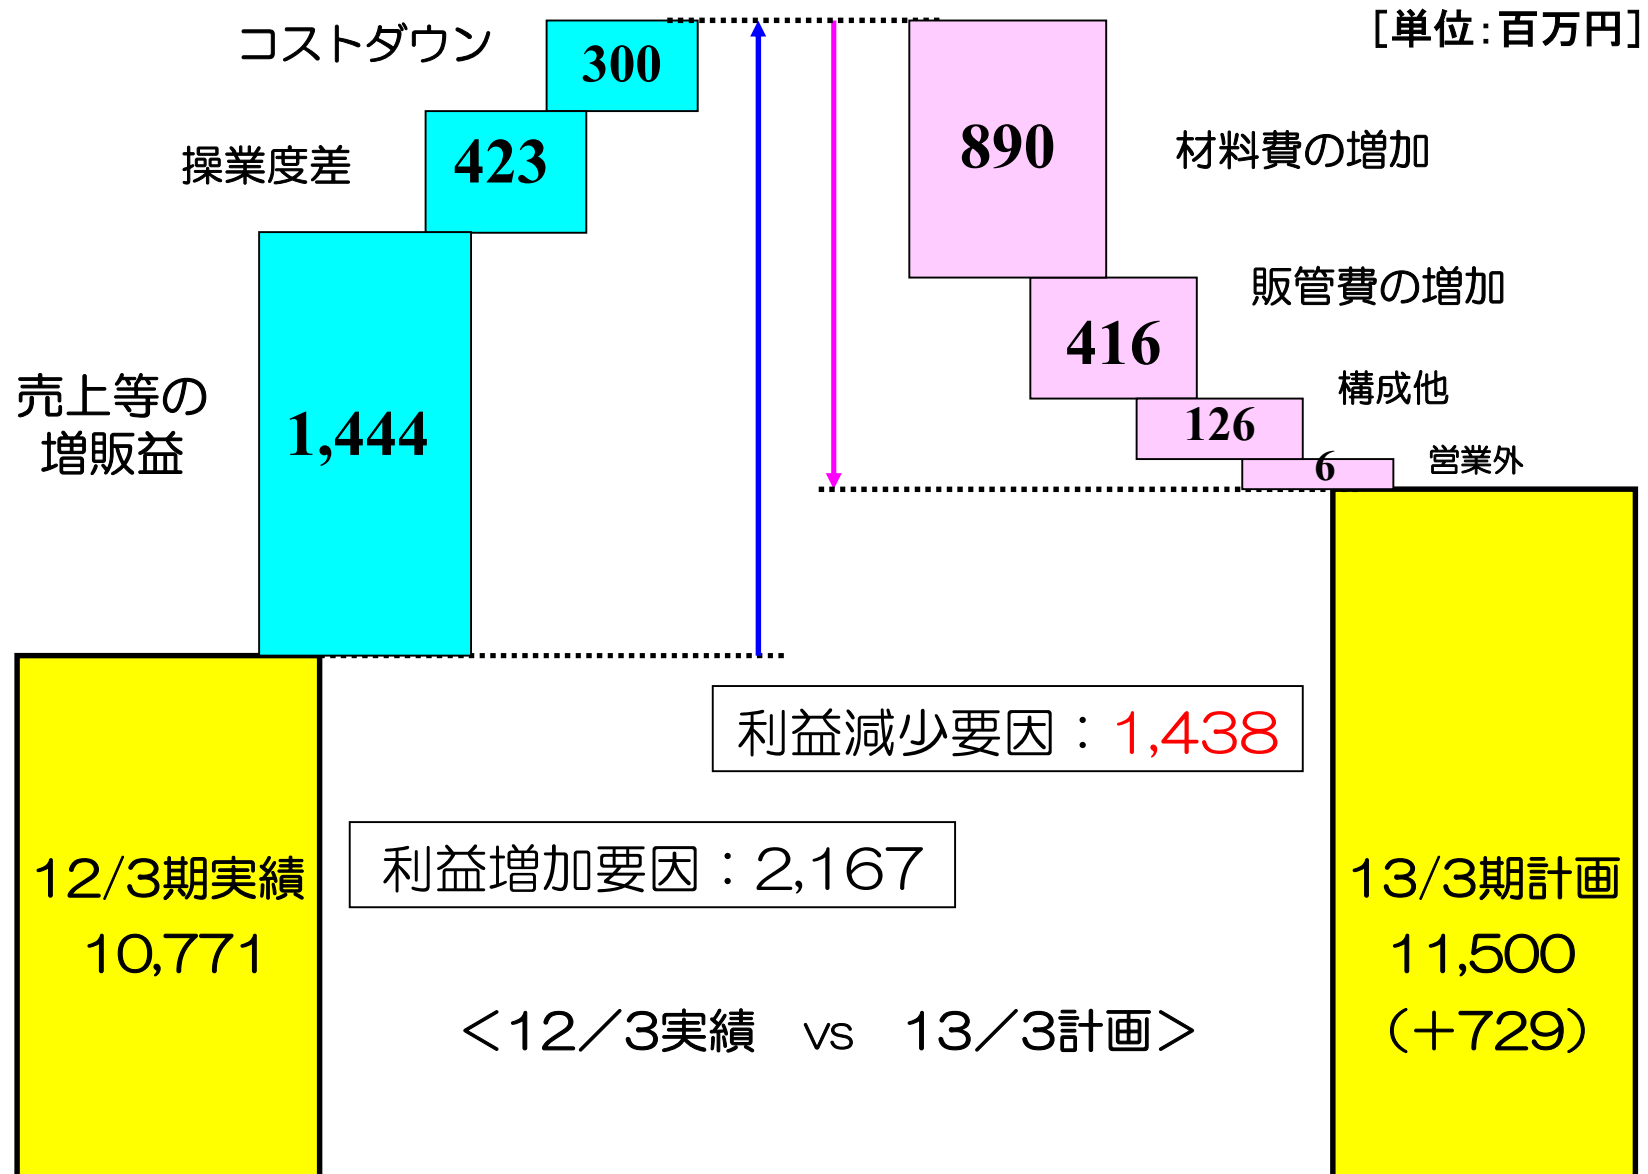 [単位:百万円]
コストダウン
300
操業度差
423
売上等の
増販益
1,444
890
材料費の増加
416
販管費の増加
126
構成他
6
営業外
利益減少要因：1,438
利益増加要因：2,167
12/3期実績
10,771
13/3期計画
11,500
（＋729）
＜12／3実績　vs　13／3計画＞